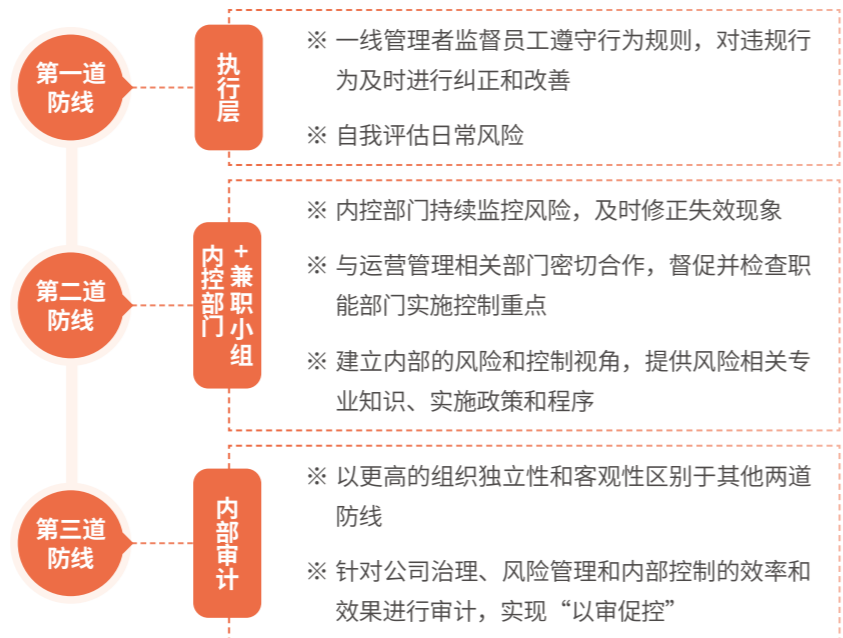 第一道
防线
执行层
※ 一线管理者监督员工遵守行为规则，对违规行
为及时进行纠正和改善
※ 自我评估日常风险
第二道
防线
内控部门
+兼职小组
※ 内控部门持续监控风险，及时修正失效现象
※ 与运营管理相关部门密切合作，督促并检查职
能部门实施控制重点
※ 建立内部的风险和控制视角，提供风险相关专
业知识、实施政策和程序
第三道
防线
内部审计
※ 以更高的组织独立性和客观性区别于其他两道
防线
※ 针对公司治理、风险管理和内部控制的效率和
效果进行审计，实现“以审促控”